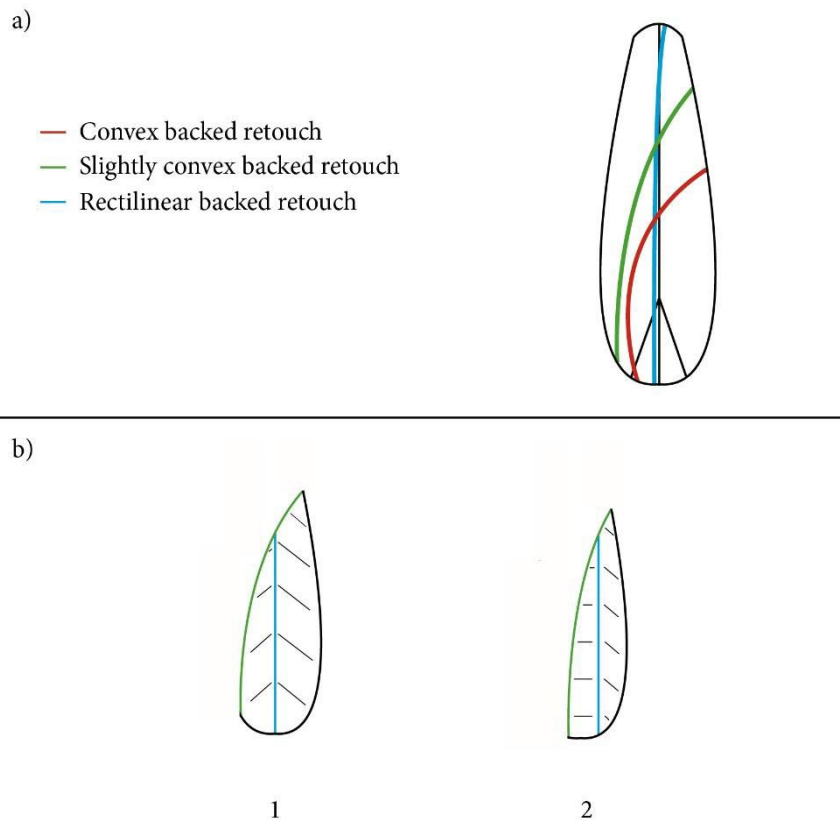 a)
Convex backed retouch
Slightly convex backed retouch
Rectilinear backed retouch
b)
1
2